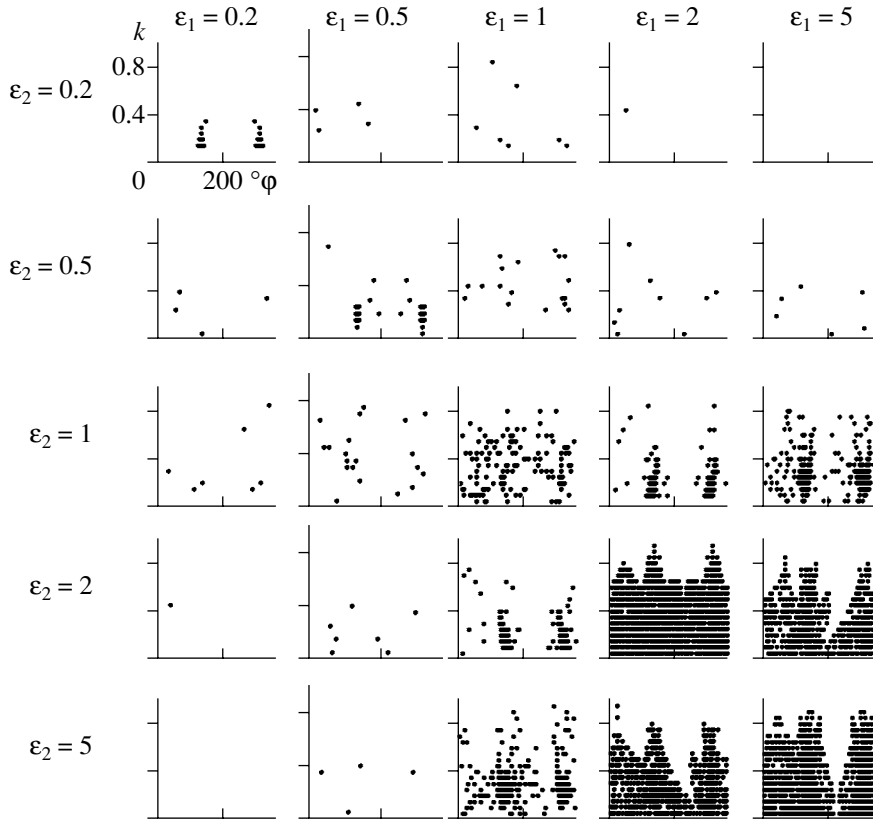 ε1 = 0.2 ε1 = 0.5 ε1 = 1 ε1 = 2 ε1 = 5
k
0.8
ε2 = 0.2
0.4
0 200 °φ
ε2 = 0.5
ε2 = 1
ε2 = 2
ε2 = 5